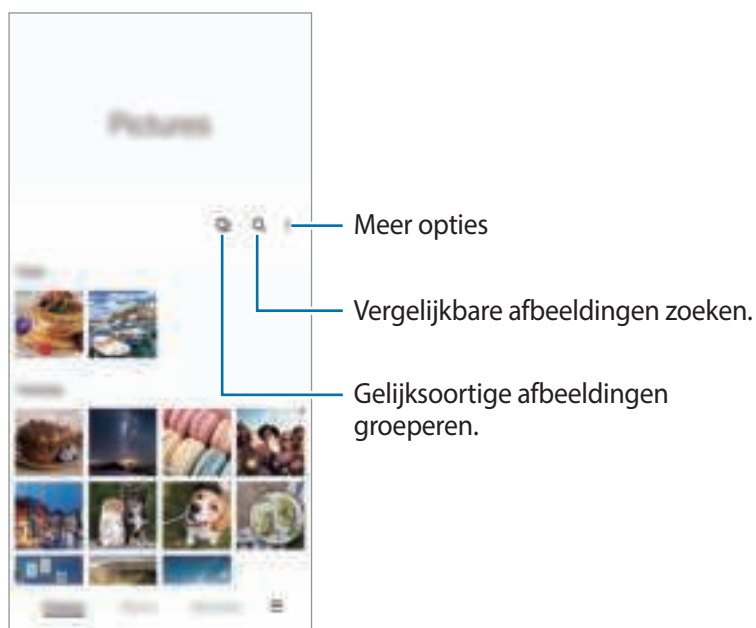 Pictures
Meer opties
Vergelijkbare afbeeldingen zoeken.
Gelijksoortige afbeeldingen
groeperen.